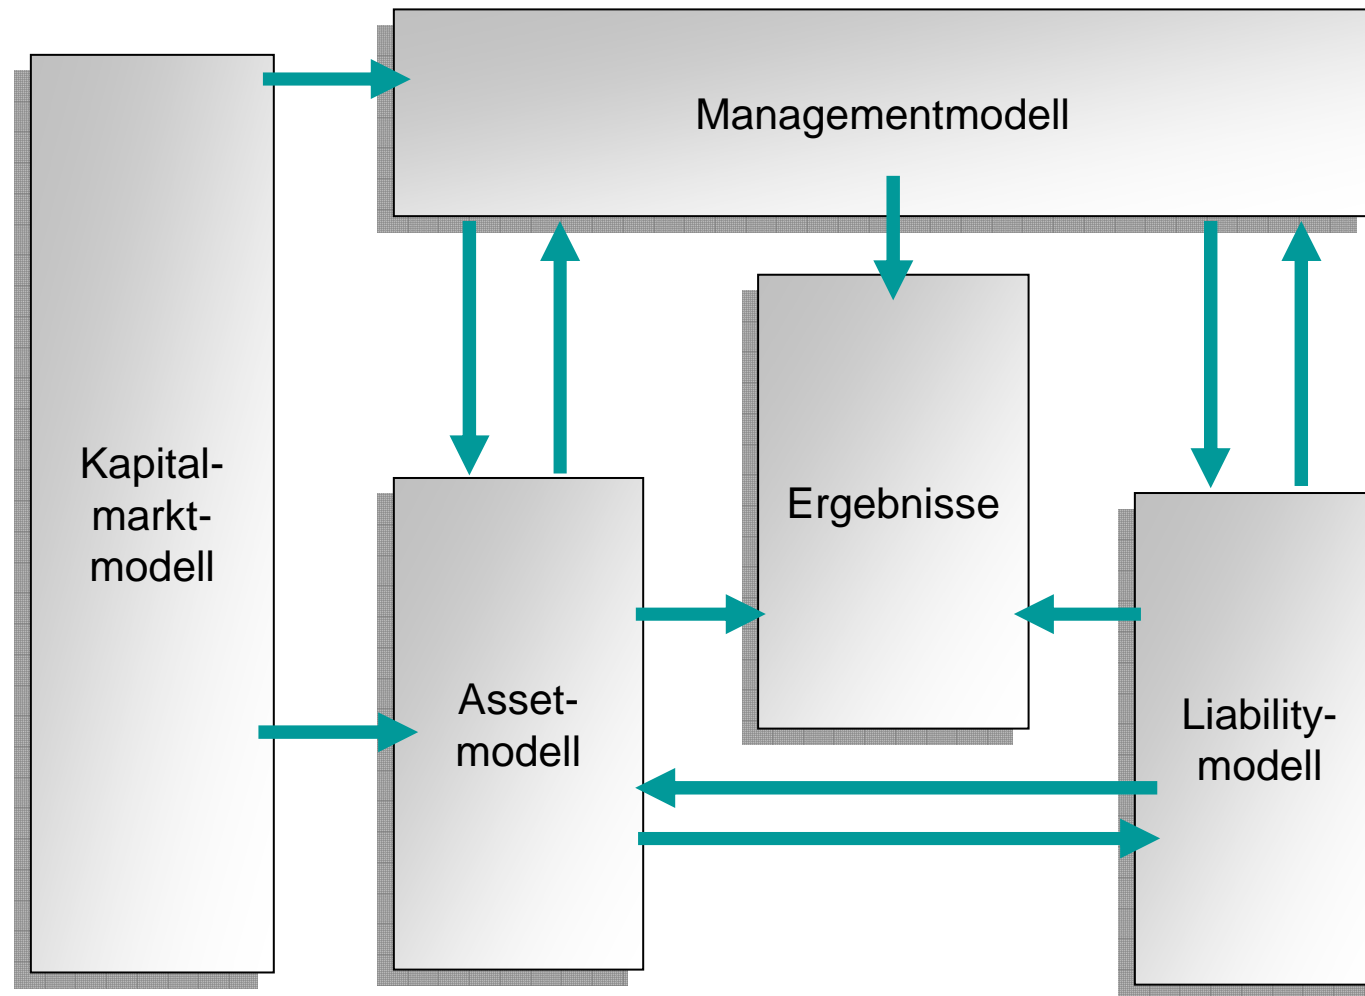 Managementmodell
Kapital-
markt-
modell
Ergebnisse
Asset-
modell
Liability-
modell